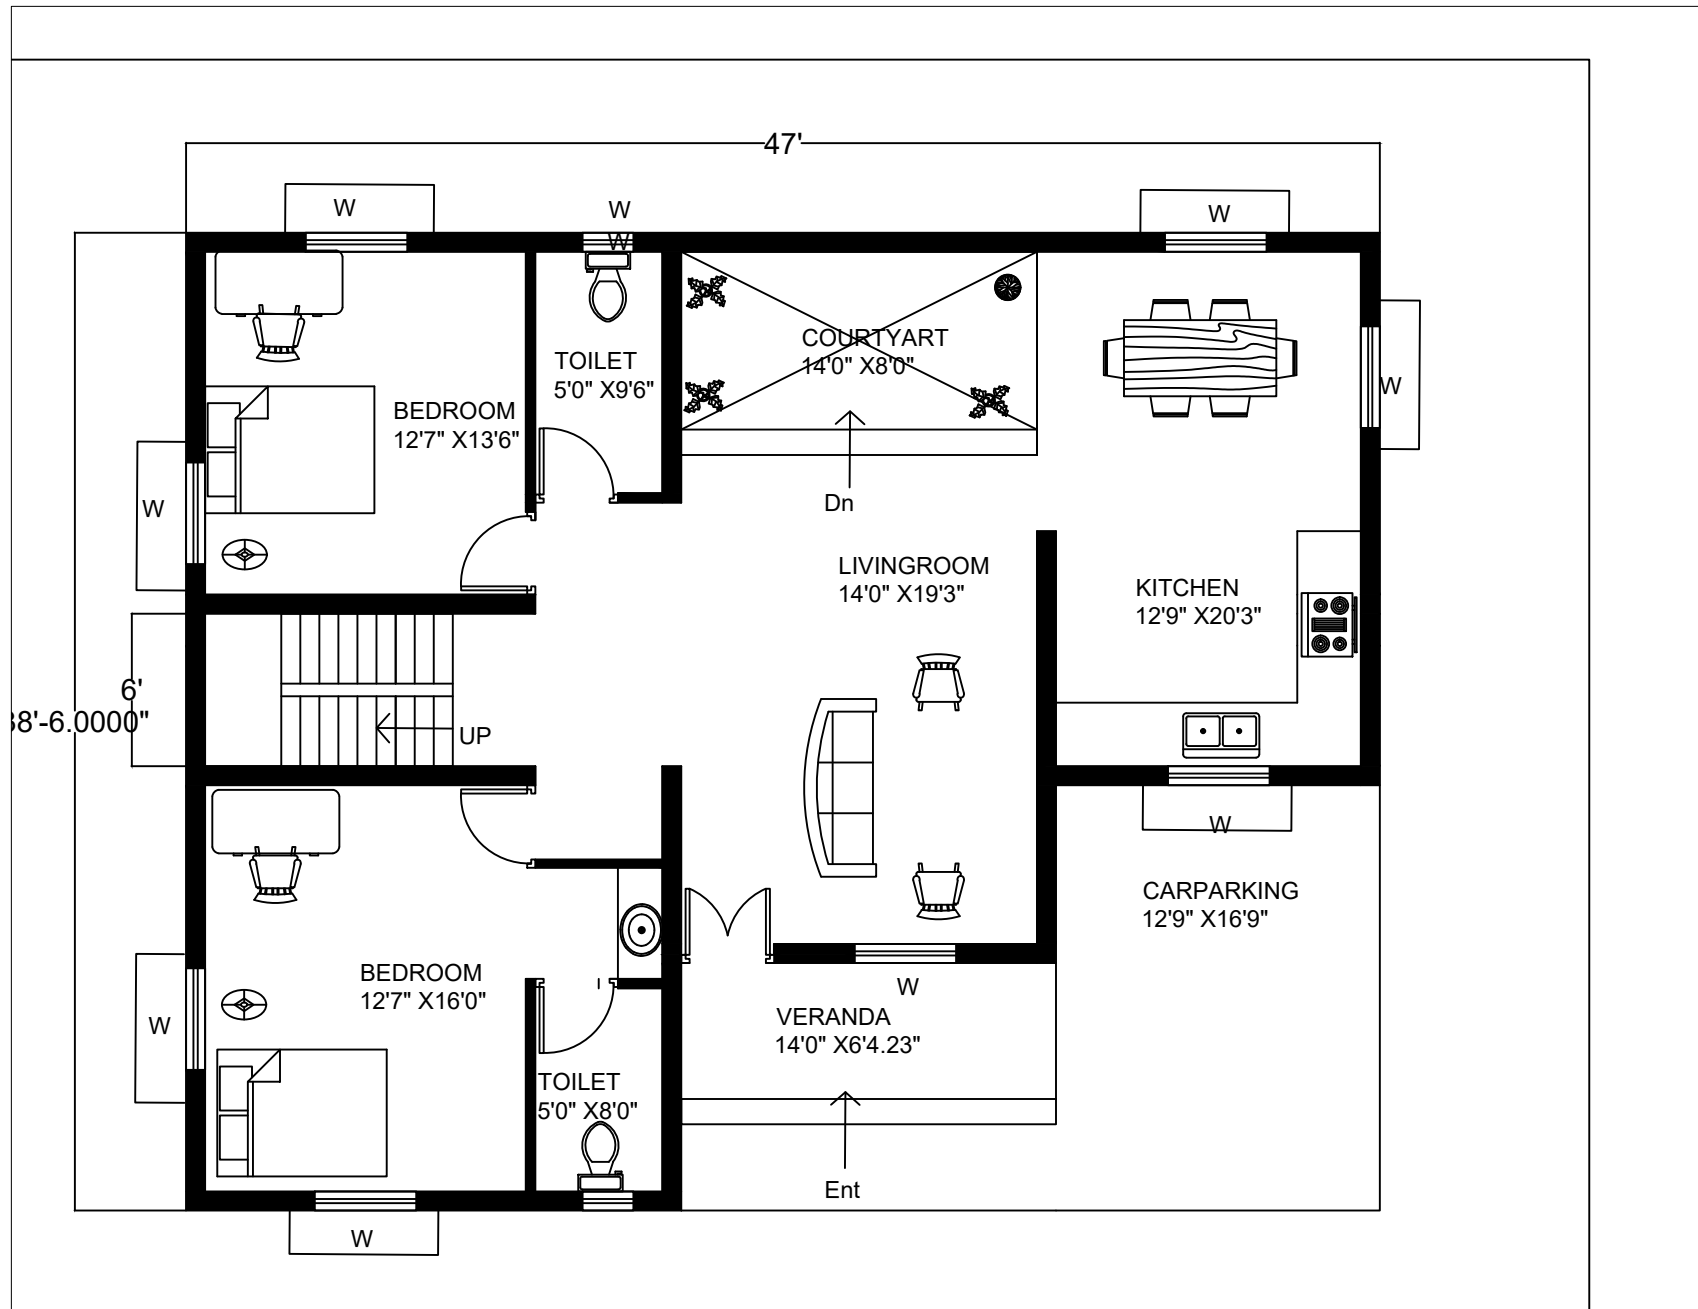 47'
W
W
W
W
COURTYART
14'0" X8'0"
TOILET
5'0" X9'6"
W
BEDROOM
12'7" X13'6"
W
Dn
LIVINGROOM
14'0" X19'3"
KITCHEN
12'9" X20'3"
6'
38'-6.0000"
UP
W
CARPARKING
12'9" X16'9"
BEDROOM
12'7" X16'0"
W
VERANDA
14'0" X6'4.23"
W
TOILET
5'0" X8'0"
Ent
W